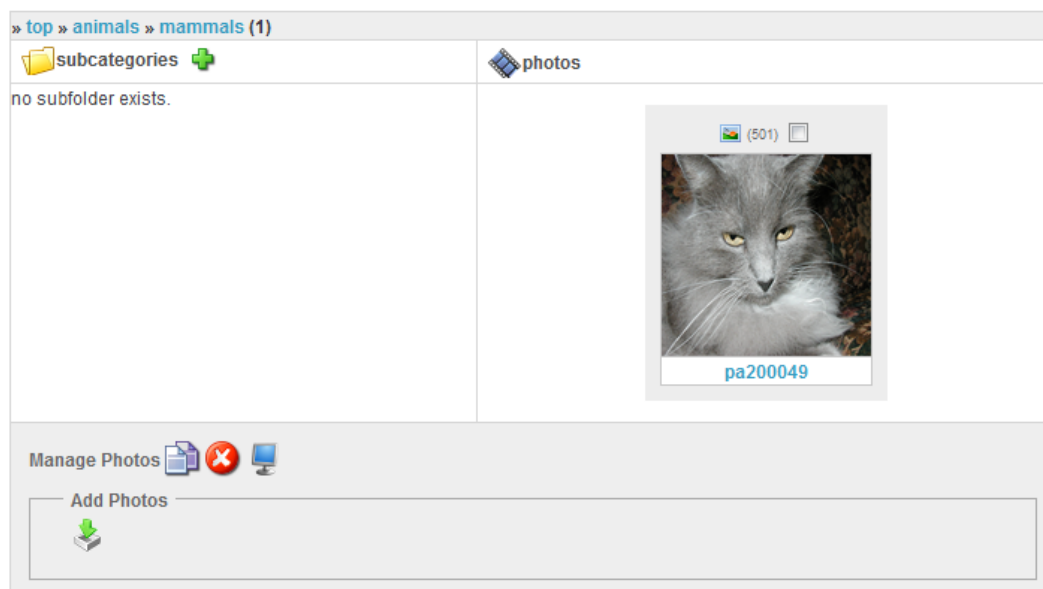 » top » animals » mammals (1)
subcategories
photos
no subfolder exists.
(501)
pa200049
Manage Photos
Add Photos